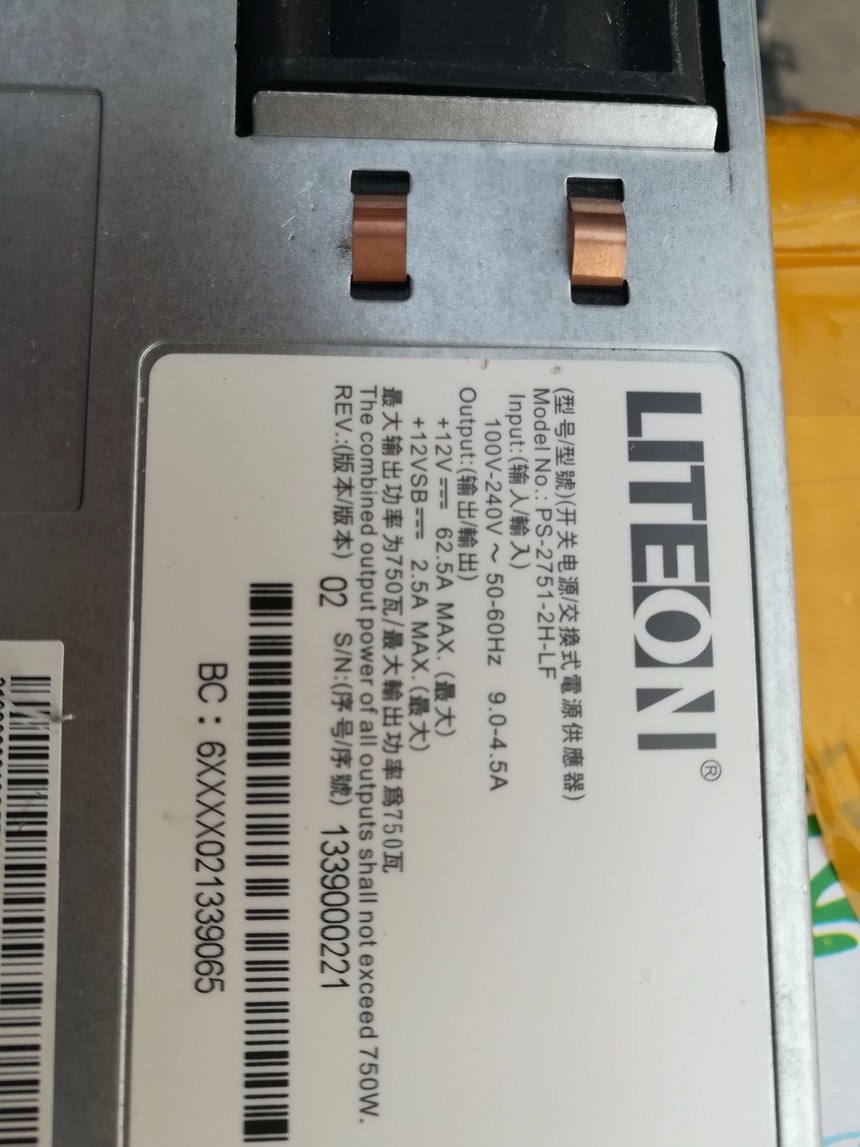 LITEON®
(型号/型號)(开关电源/交換式電源供應器)
Model No.: PS-2751-2H-LF
Input:(输入/輸入)
100V-240V ~ 50-60Hz 9.0-4.5A
Output:(输出/輸出)
+12V ⎓ 62.5A MAX. (最大)
+12VSB ⎓ 2.5A MAX. (最大)
最大输出功率为750瓦/最大輸出功率爲750瓦
The combined output power of all outputs shall not exceed 750W.
REV.:(版本/版本) 02 S/N:(序号/序號) 1339000221
BC : 6XXXX021339065